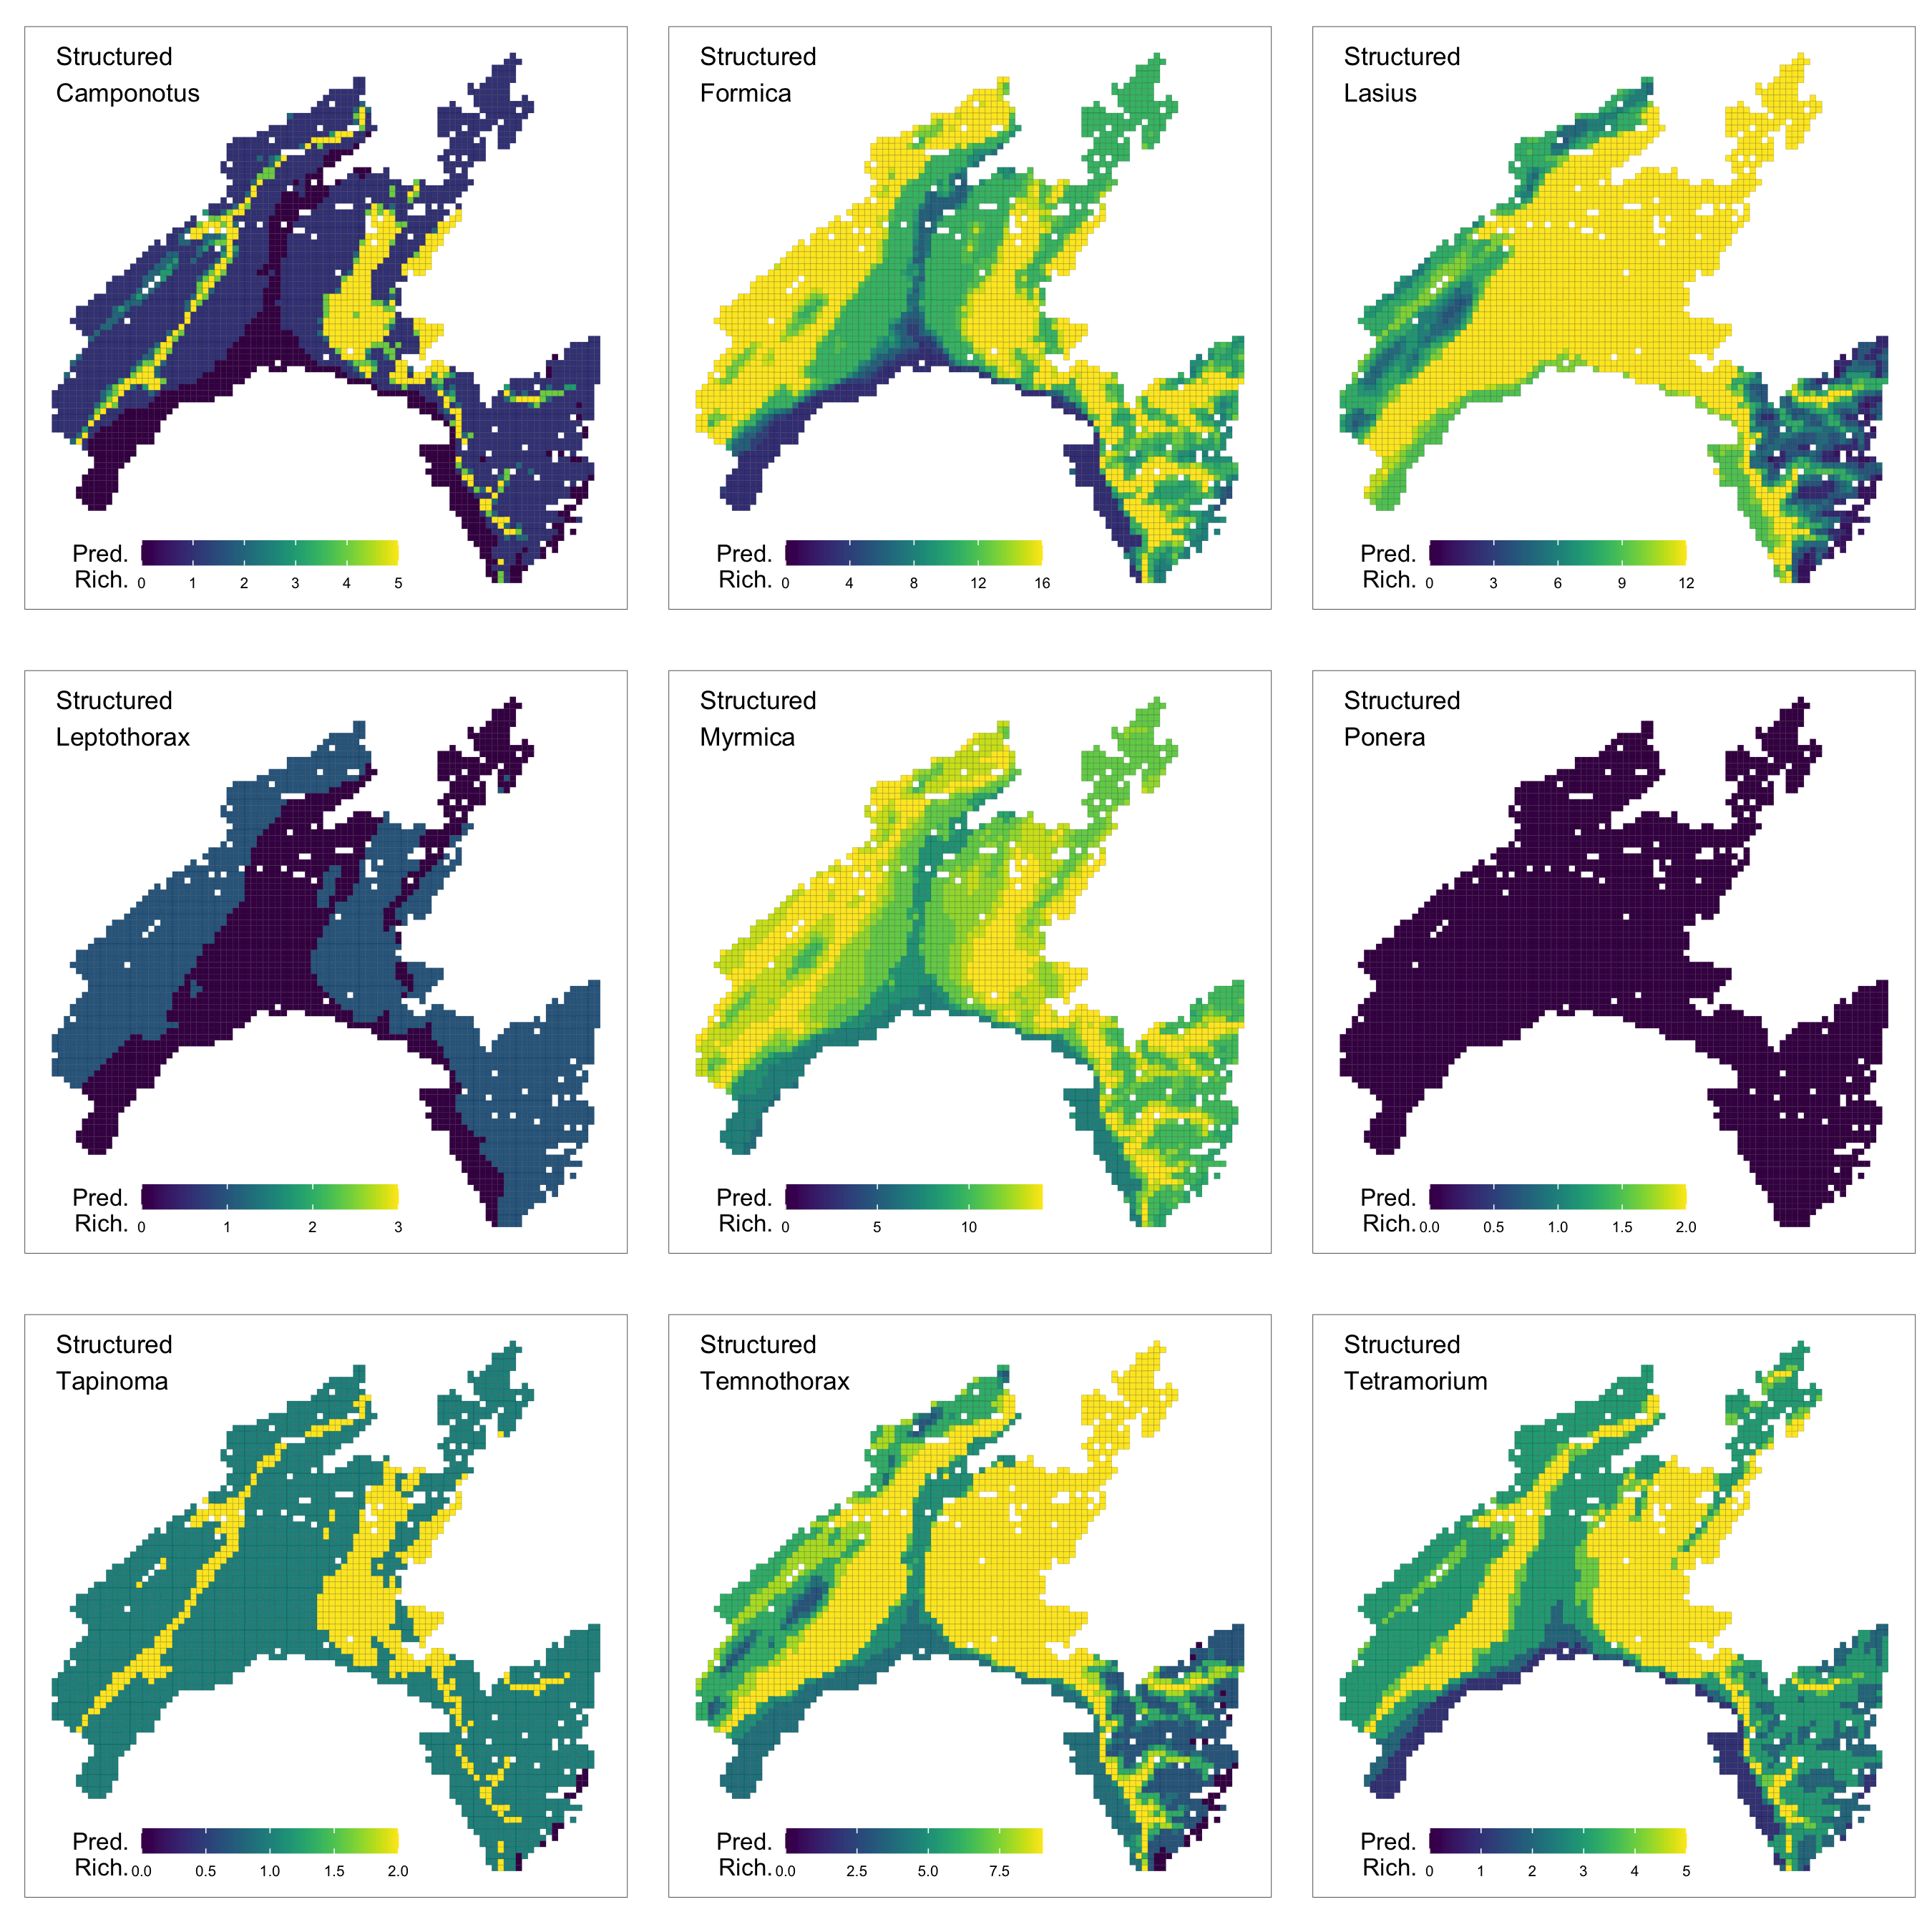 Structured
Camponotus
Pred.
Rich.
0 1 2 3 4 5
Structured
Formica
Pred.
Rich.
0 4 8 12 16
Structured
Lasius
Pred.
Rich.
0 3 6 9 12
Structured
Leptothorax
Pred.
Rich.
0 1 2 3
Structured
Myrmica
Pred.
Rich.
0 5 10
Structured
Ponera
Pred.
Rich.
0.0 0.5 1.0 1.5 2.0
Structured
Tapinoma
Pred.
Rich.
0.0 0.5 1.0 1.5 2.0
Structured
Temnothorax
Pred.
Rich.
0.0 2.5 5.0 7.5
Structured
Tetramorium
Pred.
Rich.
0 1 2 3 4 5